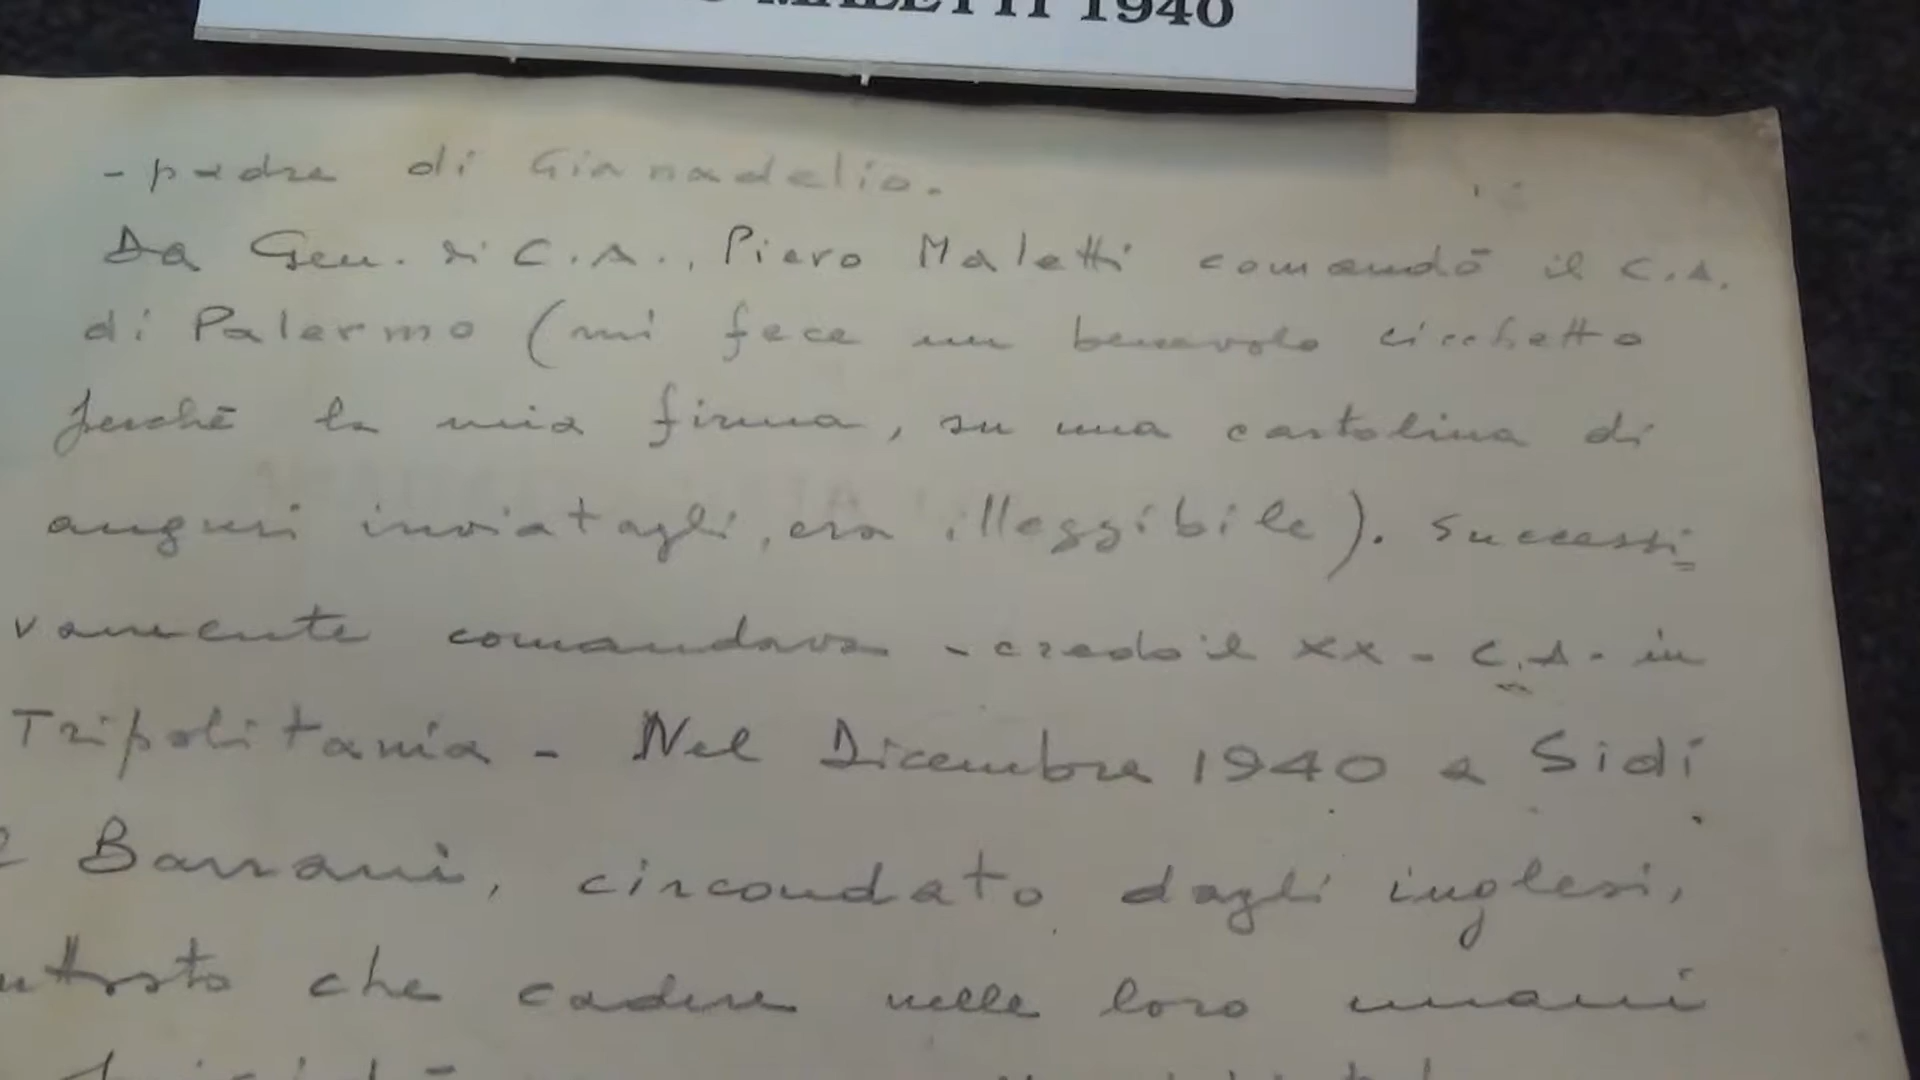 MALETTI 1940
- padre di Gianadelio.
Da Gen. di C.A., Piero Maletti comandò il C.A.
di Palermo (mi fece un benevolo cicchetto
perchè la mia firma, su una cartolina di
auguri inviatagli, era illeggibile). Successi=
vamente comandava - credo il XX - C.A. in
Tripolitania - Nel Dicembre 1940 a Sidi
Barrani, circondato dagli inglesi,
che cadere nelle loro mani